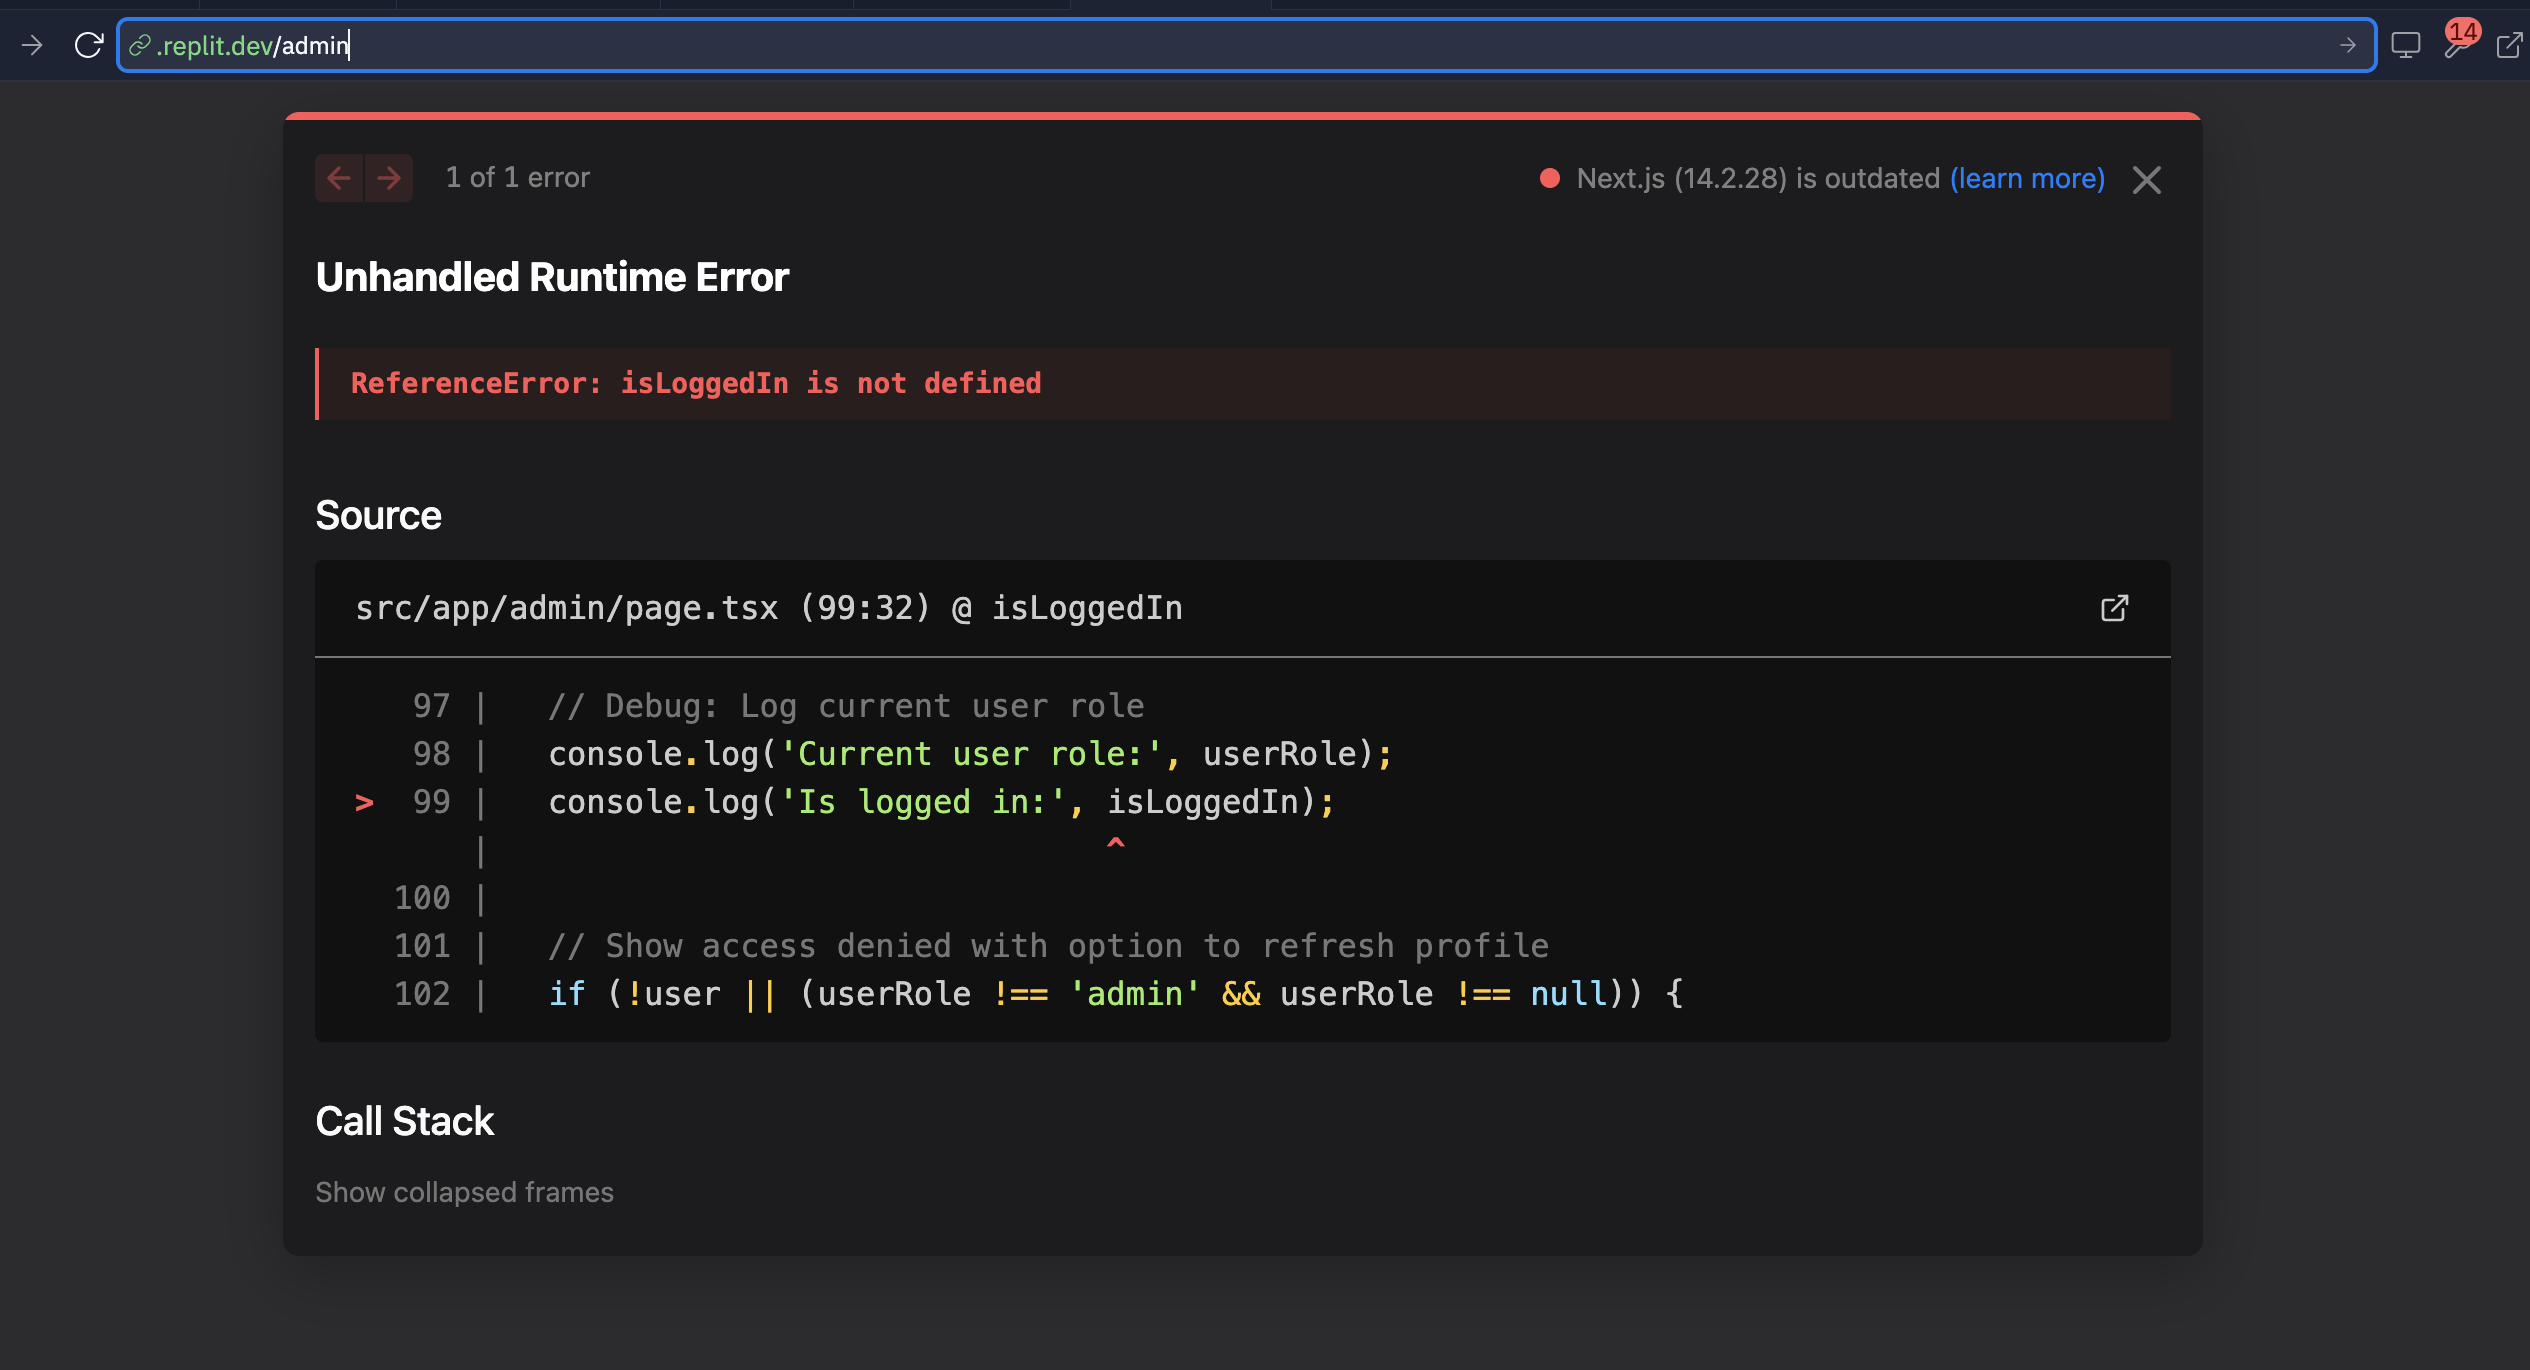 .replit.dev/admin
14
1 of 1 error
Next.js (14.2.28) is outdated (learn more)
Unhandled Runtime Error
ReferenceError: isLoggedIn is not defined
Source
src/app/admin/page.tsx (99:32) @ isLoggedIn
97 |   // Debug: Log current user role
98 |   console.log('Current user role:', userRole);
> 99 |   console.log('Is logged in:', isLoggedIn);
|                                ^
100 |
101 |   // Show access denied with option to refresh profile
102 |   if (!user || (userRole !== 'admin' && userRole !== null)) {
Call Stack
Show collapsed frames